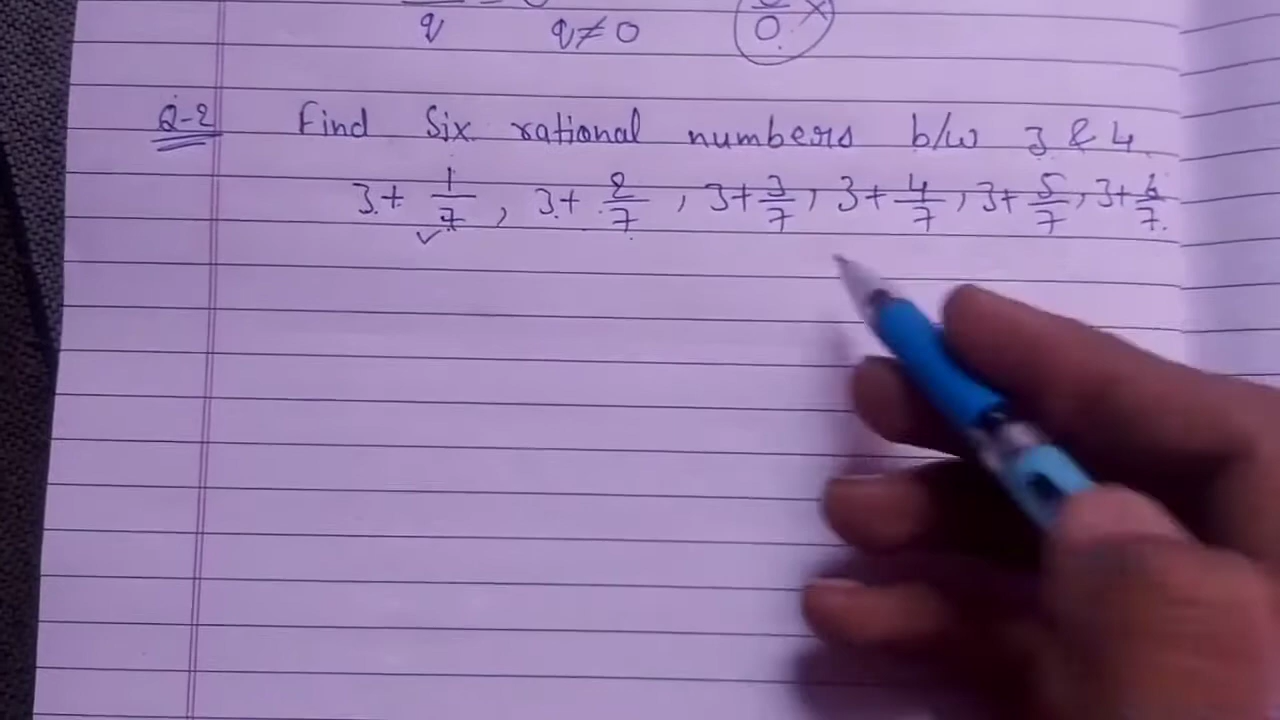 q q≠0 0 ×
Q-2 Find Six rational numbers b/w 3 & 4
3+ 1/7, 3+ 2/7, 3+3/7, 3+ 4/7, 3+5/7, 3+6/7.